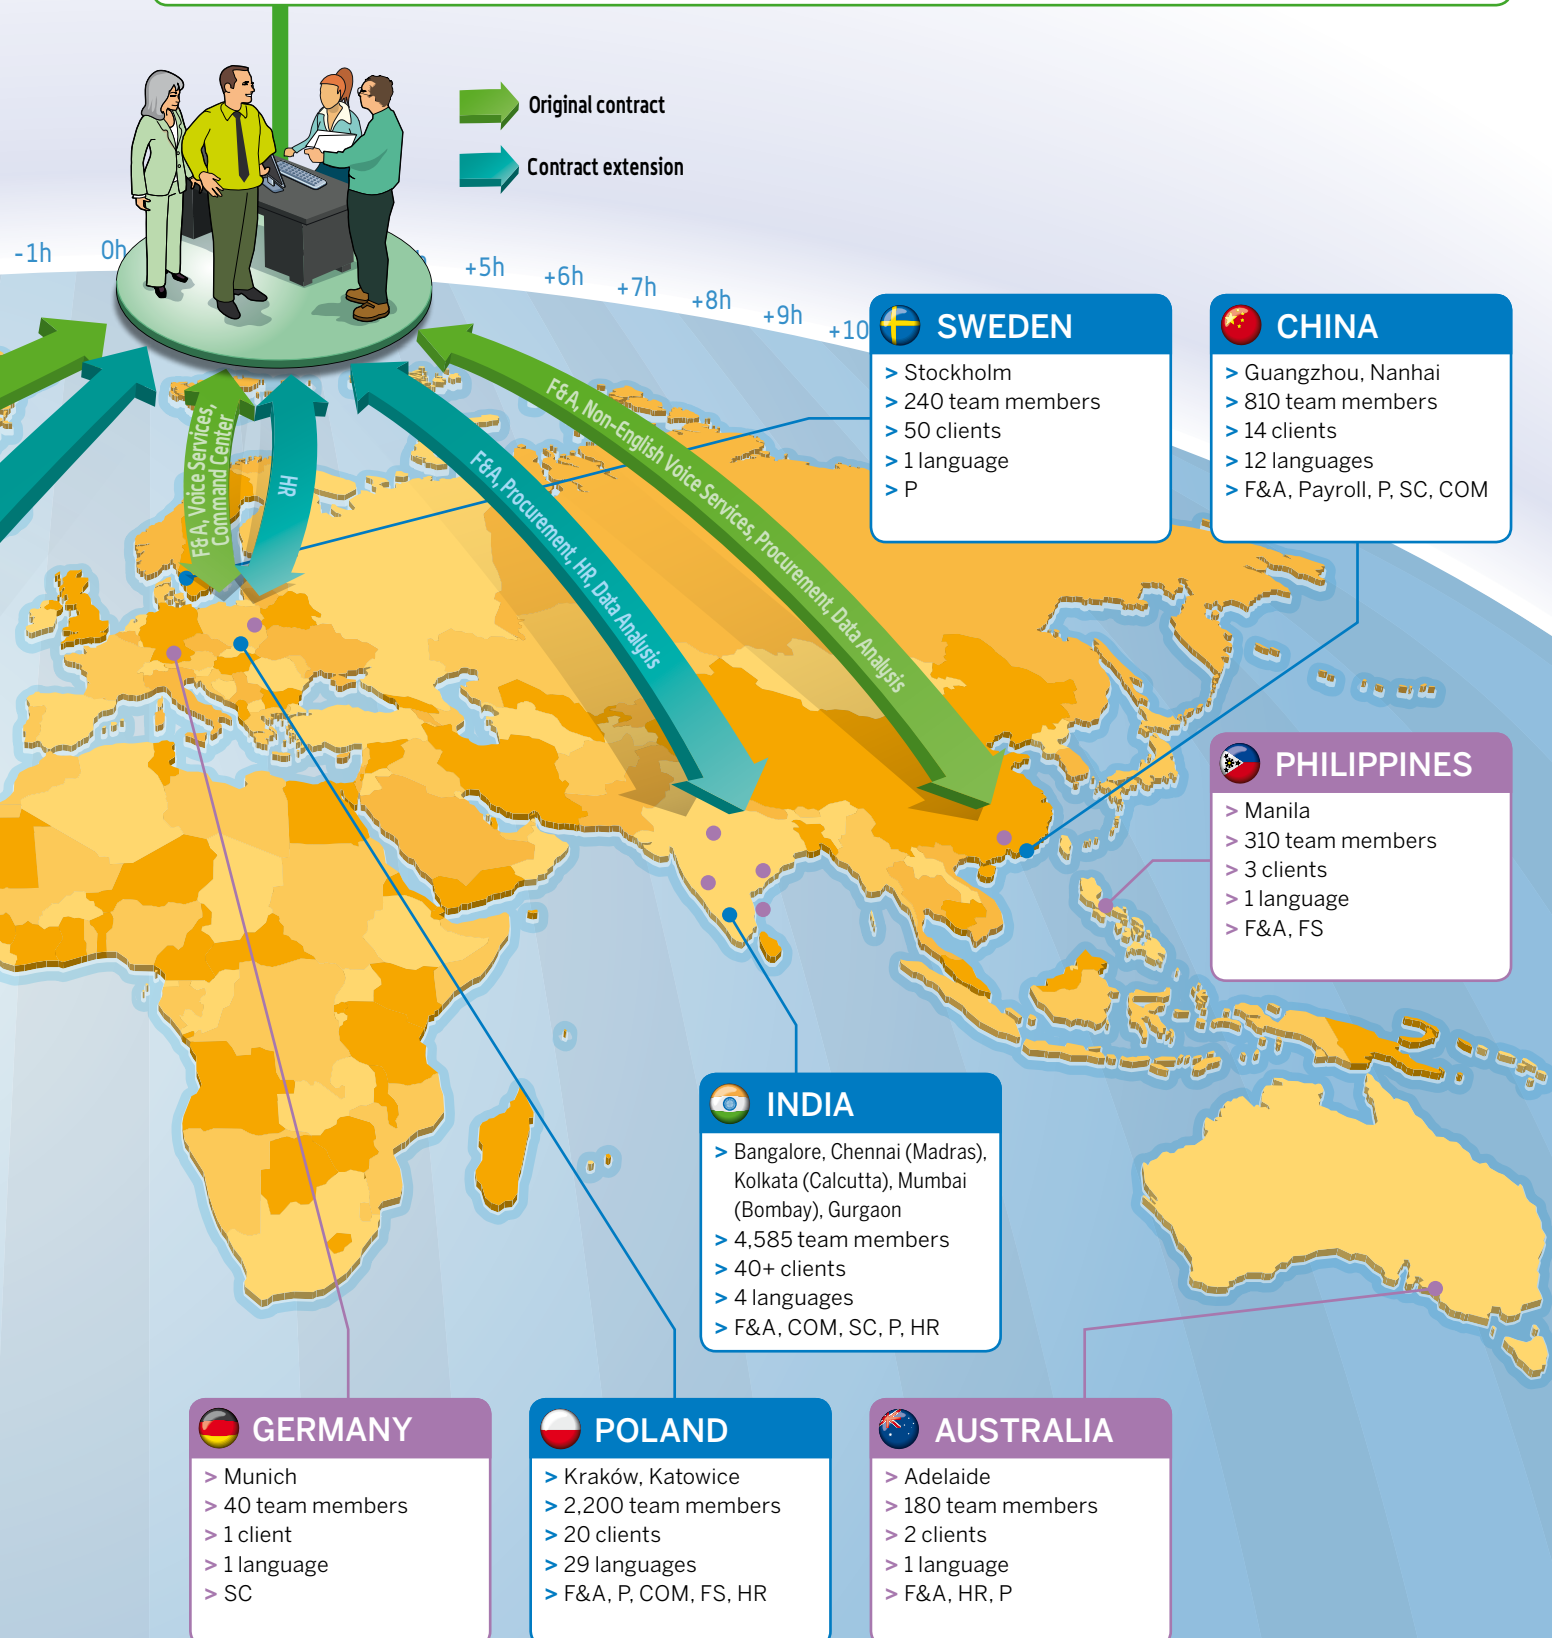 Original contract
Contract extension
-1h
0h
+5h
+6h
+7h
+8h
+9h
+10
F&A, Voice Services,
Command Center
HR
F&A, Procurement, HR, Data Analysis
F&A, Non-English Voice Services, Procurement, Data Analysis
SWEDEN
> Stockholm
> 240 team members
> 50 clients
> 1 language
> P
CHINA
> Guangzhou, Nanhai
> 810 team members
> 14 clients
> 12 languages
> F&A, Payroll, P, SC, COM
PHILIPPINES
> Manila
> 310 team members
> 3 clients
> 1 language
> F&A, FS
INDIA
> Bangalore, Chennai (Madras),
Kolkata (Calcutta), Mumbai
(Bombay), Gurgaon
> 4,585 team members
> 40+ clients
> 4 languages
> F&A, COM, SC, P, HR
GERMANY
> Munich
> 40 team members
> 1 client
> 1 language
> SC
POLAND
> Kraków, Katowice
> 2,200 team members
> 20 clients
> 29 languages
> F&A, P, COM, FS, HR
AUSTRALIA
> Adelaide
> 180 team members
> 2 clients
> 1 language
> F&A, HR, P